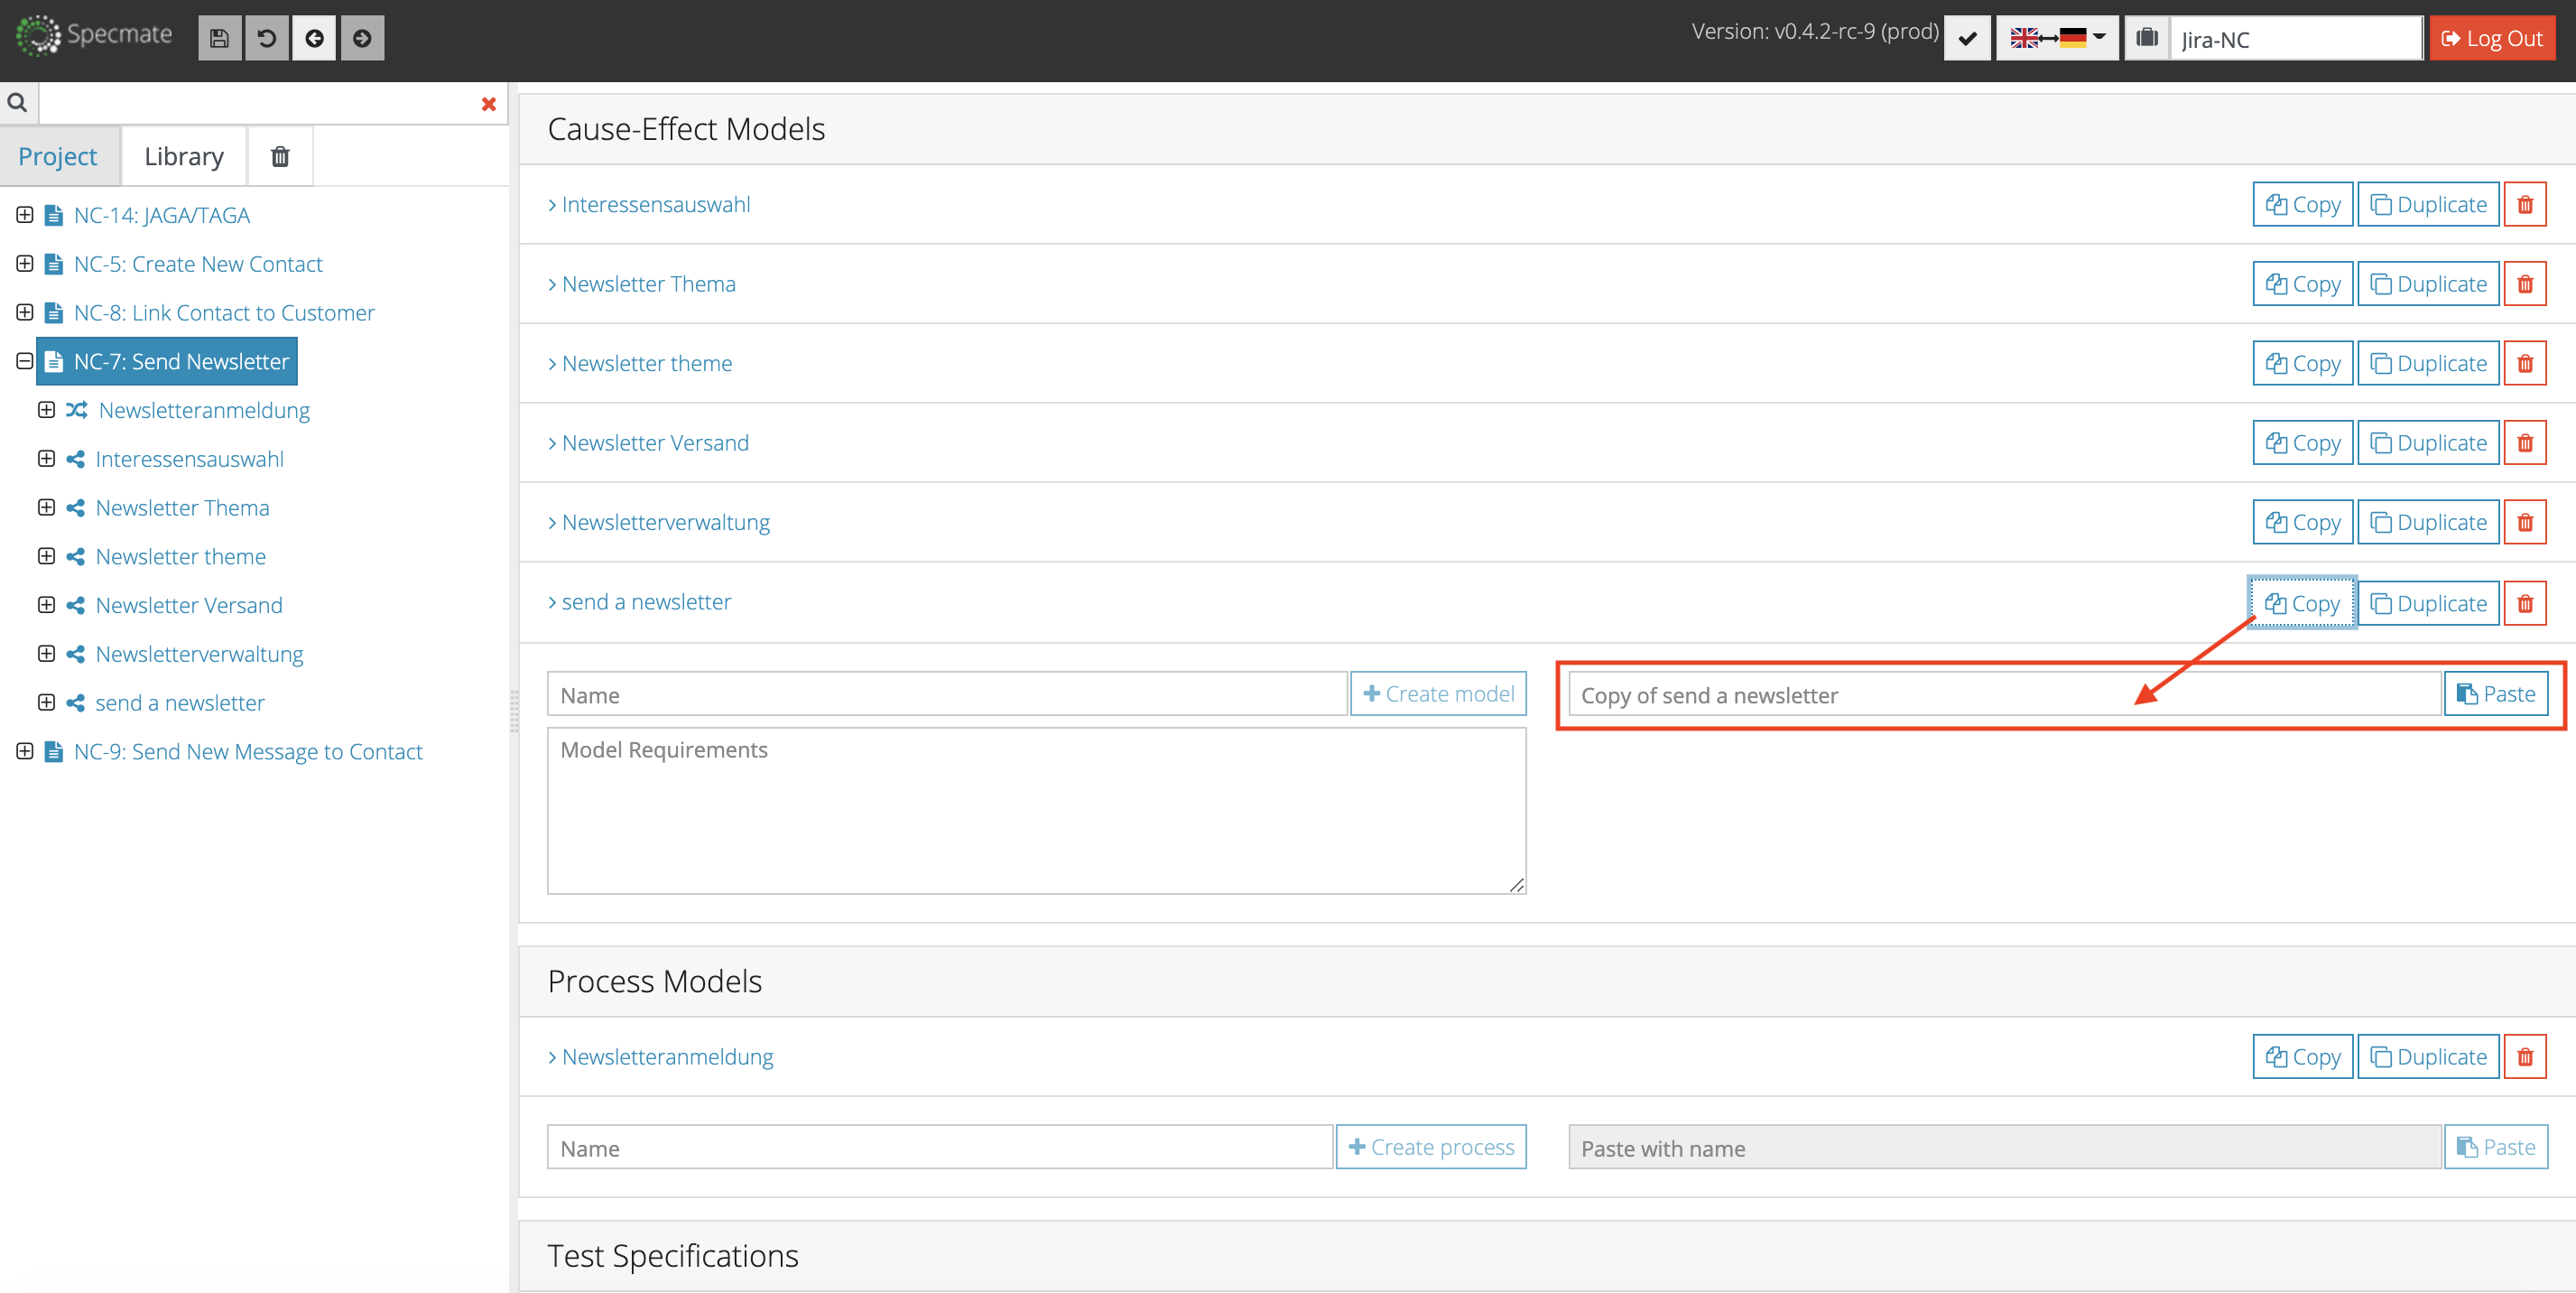 Specmate
Version: v0.4.2-rc-9 (prod)
Jira-NC
Log Out
Project
Library
NC-14: JAGA/TAGA
NC-5: Create New Contact
NC-8: Link Contact to Customer
NC-7: Send Newsletter
Newsletteranmeldung
Interessensauswahl
Newsletter Thema
Newsletter theme
Newsletter Versand
Newsletterverwaltung
send a newsletter
NC-9: Send New Message to Contact
Cause-Effect Models
Interessensauswahl Copy Duplicate
Newsletter Thema Copy Duplicate
Newsletter theme Copy Duplicate
Newsletter Versand Copy Duplicate
Newsletterverwaltung Copy Duplicate
send a newsletter Copy Duplicate
Name Create model Copy of send a newsletter Paste
Model Requirements
Process Models
Newsletteranmeldung Copy Duplicate
Name Create process Paste with name Paste
Test Specifications